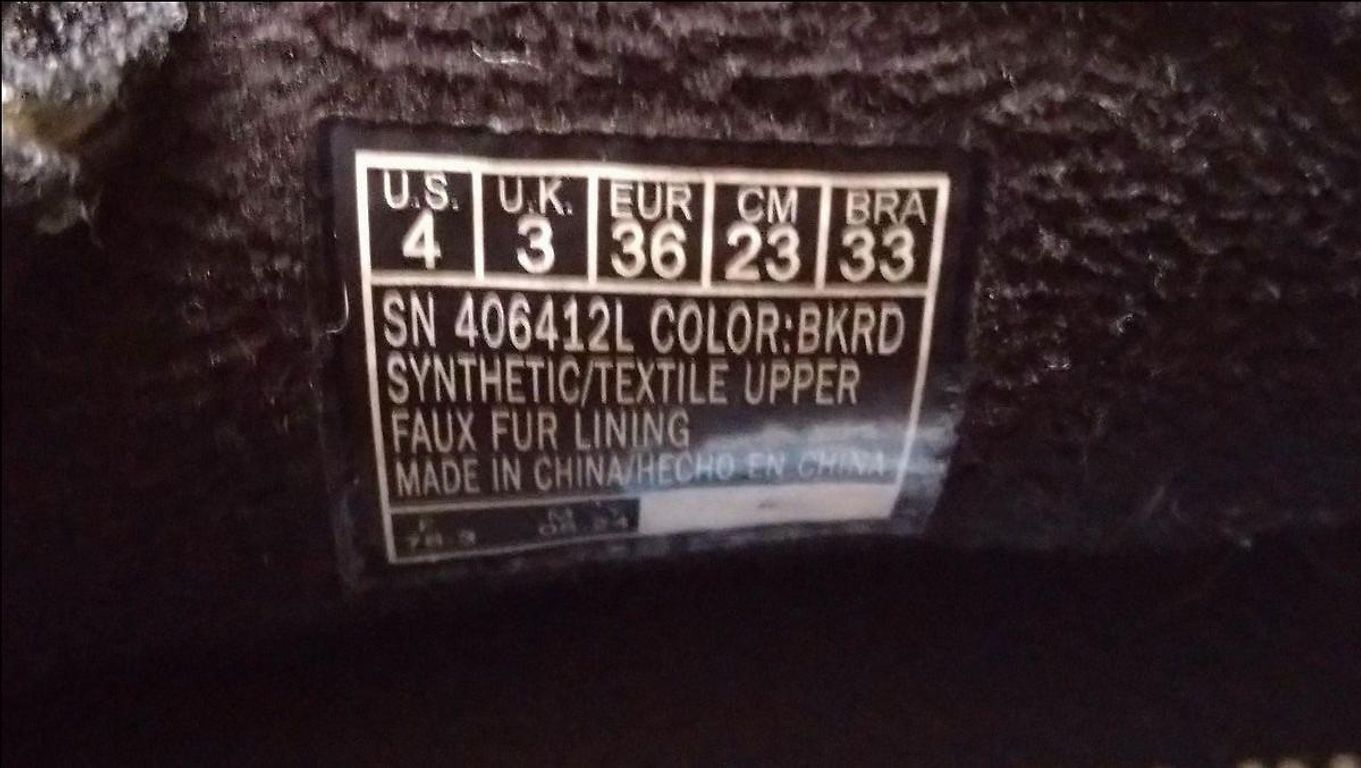 U.S. U.K. EUR CM BRA
4 3 36 23 33
SN 406412L COLOR:BKRD
SYNTHETIC/TEXTILE UPPER
FAUX FUR LINING
MADE IN CHINA/HECHO EN CHINA